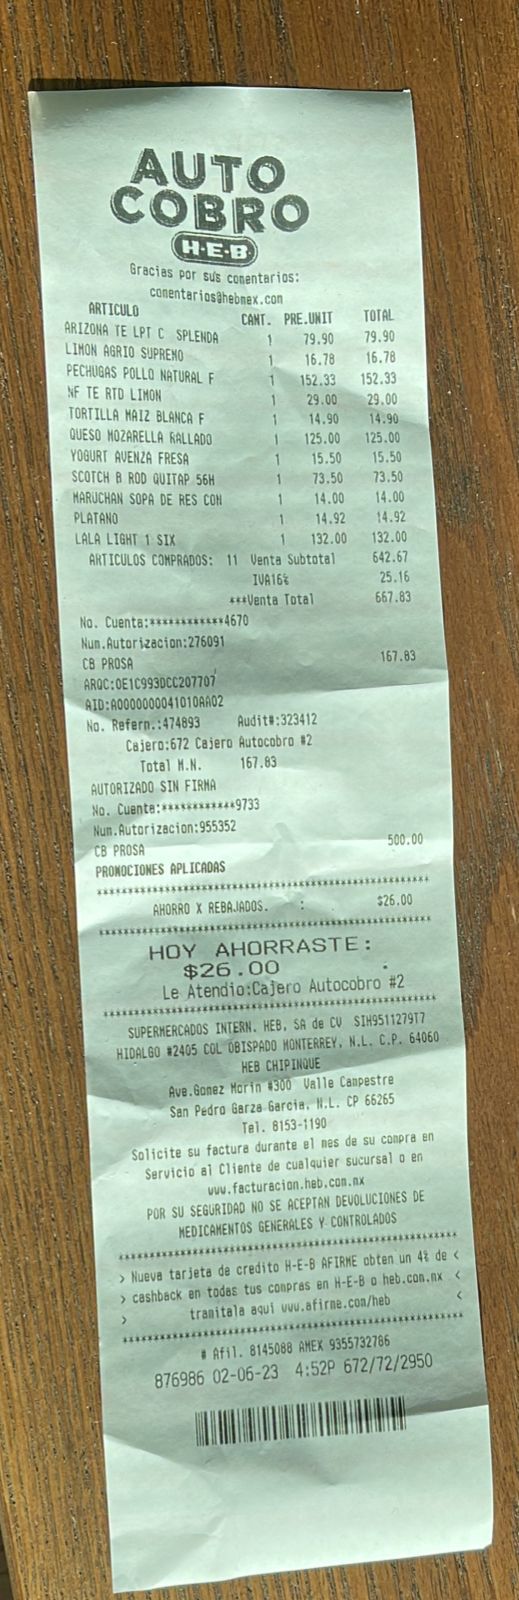 AUTO
COBRO
H-E-B
Gracias por sus comentarios:
comentarios@hebmex.com
ARTICULO CANT. PRE.UNIT TOTAL
ARIZONA TE LPT C SPLENDA 1 79.90 79.90
LIMON AGRIO SUPREMO 1 16.78 16.78
PECHUGAS POLLO NATURAL F 1 152.33 152.33
NF TE RTD LIMON 1 29.00 29.00
TORTILLA MAIZ BLANCA F 1 14.90 14.90
QUESO MOZARELLA RALLADO 1 125.00 125.00
YOGURT AVENZA FRESA 1 15.50 15.50
SCOTCH B ROD QUITAP 56H 1 73.50 73.50
MARUCHAN SOPA DE RES CON 1 14.00 14.00
PLATANO 1 14.92 14.92
LALA LIGHT 1 SIX 1 132.00 132.00
ARTICULOS COMPRADOS: 11 Venta Subtotal 642.67
IVA16% 25.16
***Venta Total 667.83
No. Cuenta:************4670
Num.Autorizacion:276091
CB PROSA 167.83
ARQC:0E1C993DCC207707
AID:A0000000041010AA02
No. Refern.:474893 Audit#:323412
Cajero:672 Cajero Autocobro #2
Total M.N. 167.83
AUTORIZADO SIN FIRMA
No. Cuenta:************9733
Num.Autorizacion:955352
CB PROSA 500.00
PROMOCIONES APLICADAS
AHORRO X REBAJADOS. : $26.00
HOY AHORRASTE:
$26.00
Le Atendio:Cajero Autocobro #2
SUPERMERCADOS INTERN. HEB, SA de CV SIH9511279T7
HIDALGO #2405 COL OBISPADO MONTERREY, N.L. C.P. 64060
HEB CHIPINQUE
Ave.Gomez Morin #300 Valle Campestre
San Pedro Garza Garcia, N.L. CP 66265
Tel. 8153-1190
Solicite su factura durante el mes de su compra en
Servicio al Cliente de cualquier sucursal o en
www.facturacion.heb.com.mx
POR SU SEGURIDAD NO SE ACEPTAN DEVOLUCIONES DE
MEDICAMENTOS GENERALES Y CONTROLADOS
> Nueva tarjeta de credito H-E-B AFIRME obten un 4% de <
> cashback en todas tus compras en H-E-B o heb.com.mx <
> tramitala aqui www.afirme.com/heb <
# Afil. 8145088 AMEX 9355732786
876986 02-06-23 4:52P 672/72/2950